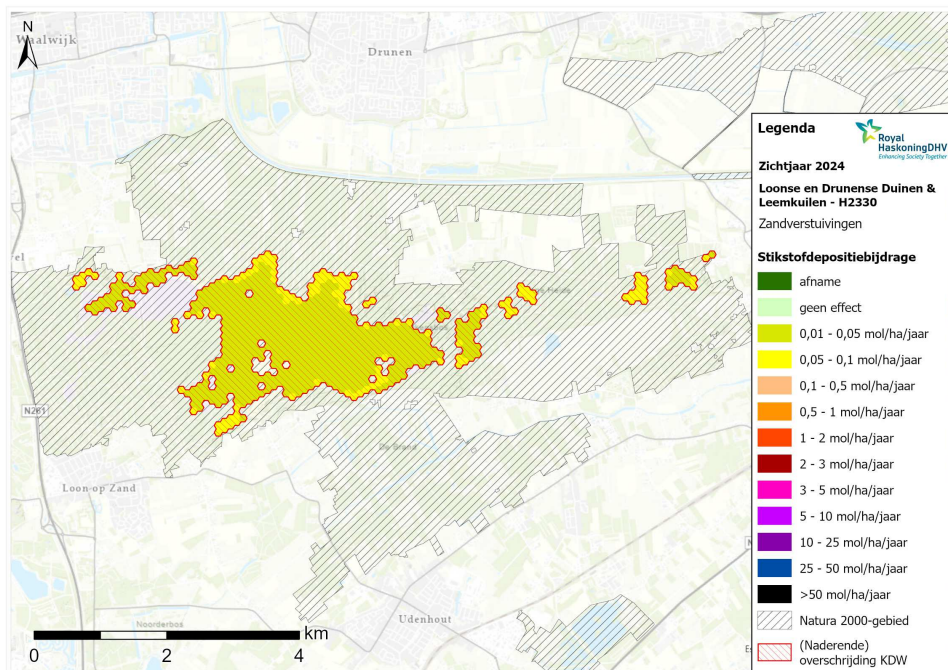 N
Waalwijk
Drunen
N261
De Brand
Loon op Zand
Noorderbos
Udenhout
km
0
2
4
Legenda
Royal
HaskoningDHV
Enhancing Society Together
Zichtjaar 2024
Loonse en Drunense Duinen &
Leemkuilen - H2330
Zandverstuivingen
Stikstofdepositiebijdrage
afname
geen effect
0,01 - 0,05 mol/ha/jaar
0,05 - 0,1 mol/ha/jaar
0,1 - 0,5 mol/ha/jaar
0,5 - 1 mol/ha/jaar
1 - 2 mol/ha/jaar
2 - 3 mol/ha/jaar
3 - 5 mol/ha/jaar
5 - 10 mol/ha/jaar
10 - 25 mol/ha/jaar
25 - 50 mol/ha/jaar
>50 mol/ha/jaar
Natura 2000-gebied
(Naderende)
overschrijding KDW